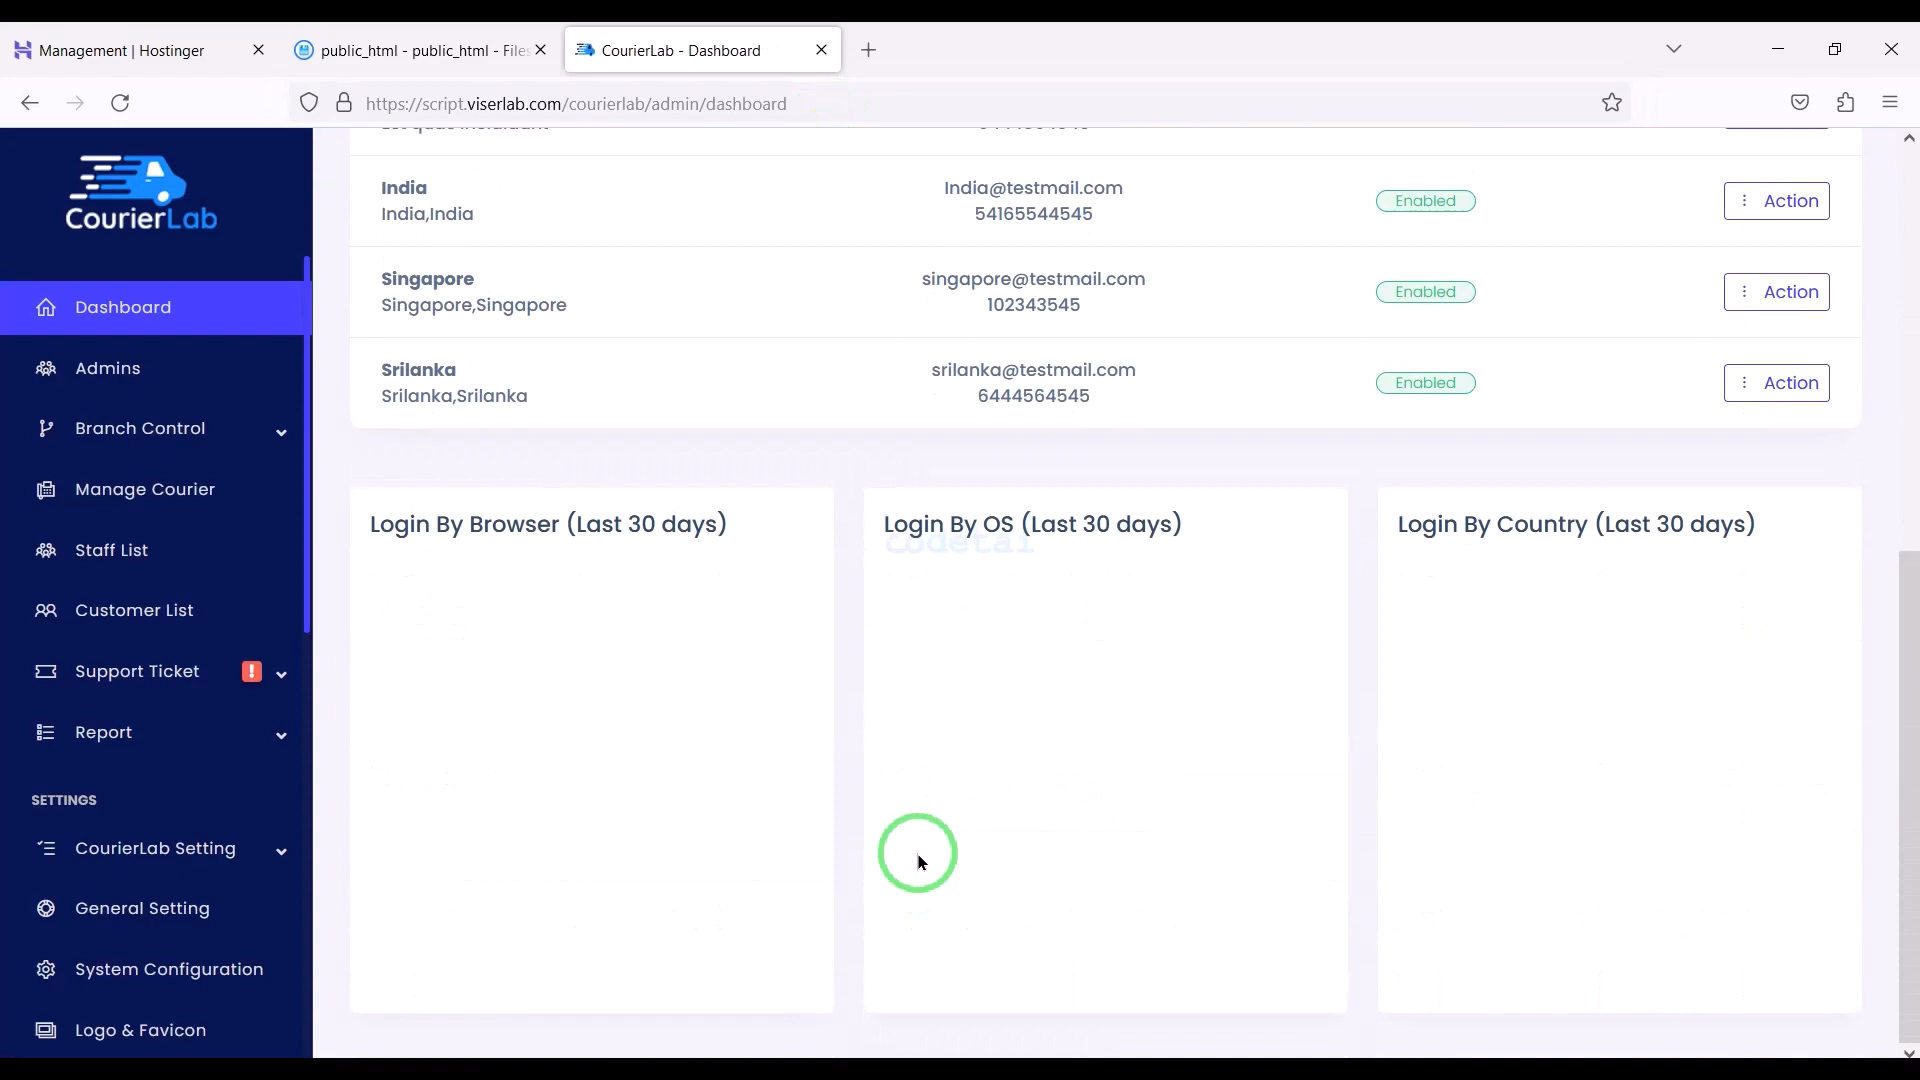 Management | Hostinger
public_html - public_html - Files
CourierLab - Dashboard
https://script.viserlab.com/courierlab/admin/dashboard
CourierLab
Dashboard
Admins
Branch Control
Manage Courier
Staff List
Customer List
Support Ticket !
Report
SETTINGS
CourierLab Setting
General Setting
System Configuration
Logo & Favicon
India
India,India
India@testmail.com
54165544545
Enabled
Action
Singapore
Singapore,Singapore
singapore@testmail.com
102343545
Enabled
Action
Srilanka
Srilanka,Srilanka
srilanka@testmail.com
6444564545
Enabled
Action
Login By Browser (Last 30 days)
Login By OS (Last 30 days)
codetai
Login By Country (Last 30 days)